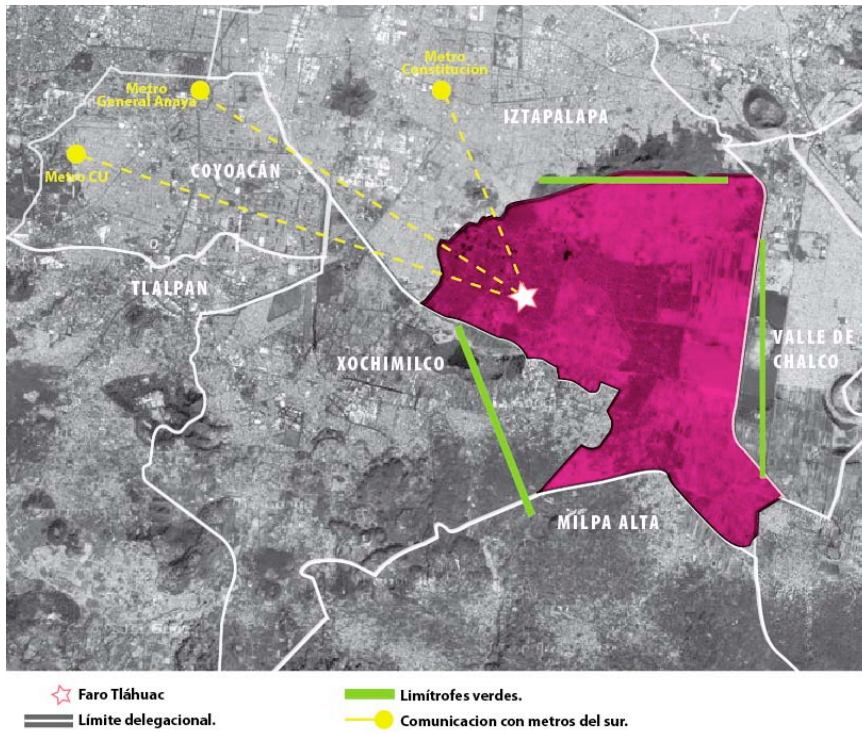 Metro
Constitución
Metro
General Anaya
IZTAPALAPA
COYOACÁN
Metro CU
TLALPAN
VALLE DE
CHALCO
XOCHIMILCO
MILPA ALTA
Faro Tláhuac
Limítrofes verdes.
Límite delegacional.
Comunicacion con metros del sur.